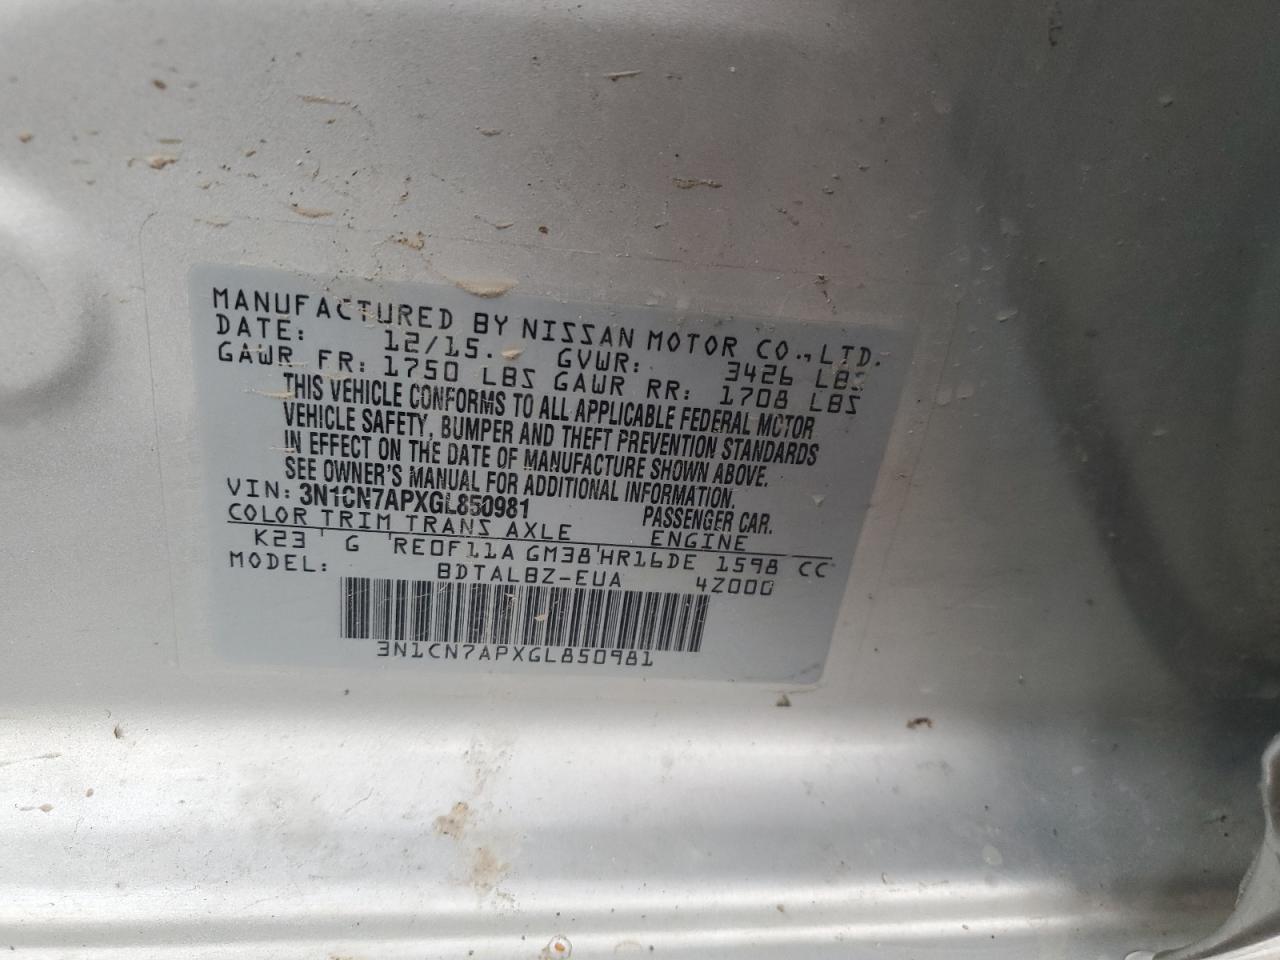 MANUFACTURED BY NISSAN MOTOR CO., LTD.
DATE: 12/15. GVWR: 3426 LBS
GAWR FR: 1750 LBS GAWR RR: 1708 LBS
THIS VEHICLE CONFORMS TO ALL APPLICABLE FEDERAL MOTOR
VEHICLE SAFETY, BUMPER AND THEFT PREVENTION STANDARDS
IN EFFECT ON THE DATE OF MANUFACTURE SHOWN ABOVE.
SEE OWNER'S MANUAL FOR ADDITIONAL INFORMATION.
VIN: 3N1CN7APXGL850981 PASSENGER CAR.
COLOR TRIM TRANS AXLE ENGINE
K23 G RE0F11A GM38 HR16DE 1598 CC
MODEL: BDTALBZ-EUA 4Z000
3N1CN7APXGL850981